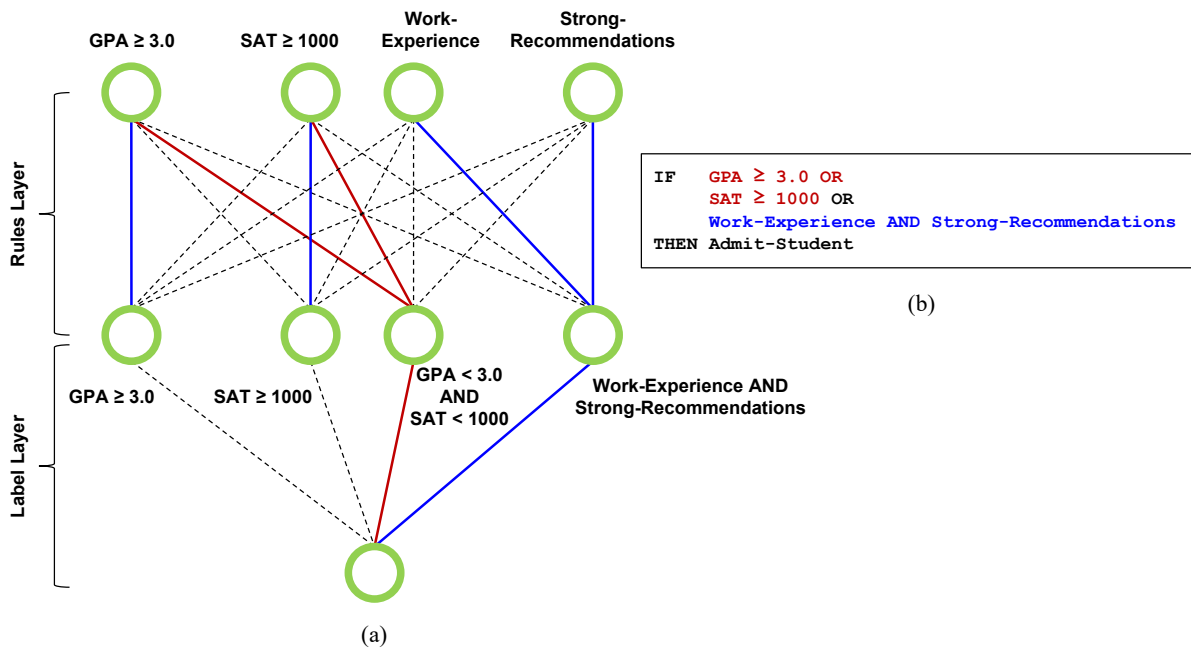 GPA ≥ 3.0
SAT ≥ 1000
Work-
Experience
Strong-
Recommendations
Rules Layer
Label Layer
GPA ≥ 3.0
SAT ≥ 1000
GPA < 3.0
AND
SAT < 1000
Work-Experience AND
Strong-Recommendations
(a)
IF GPA ≥ 3.0 OR
SAT ≥ 1000 OR
Work-Experience AND Strong-Recommendations
THEN Admit-Student
(b)